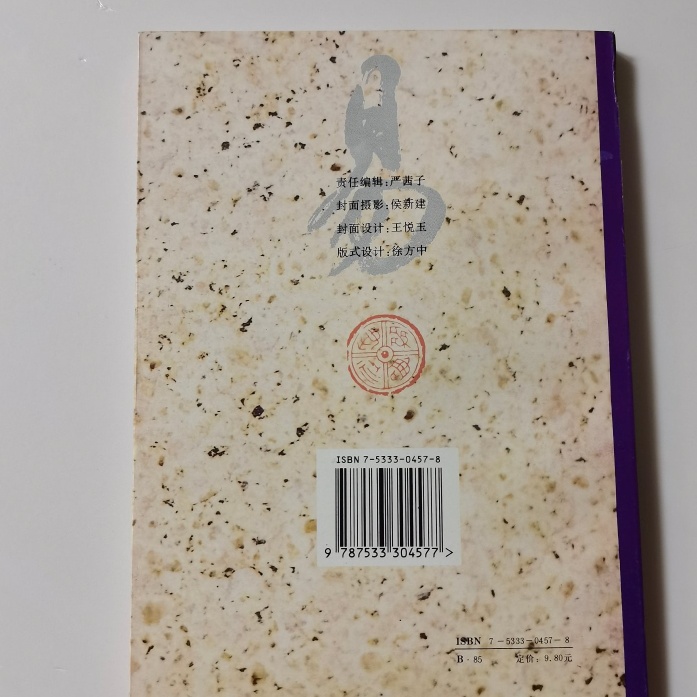 易
责任编辑:严茜子
封面摄影:侯新建
封面设计:王悦玉
版式设计:徐方中
ISBN 7-5333-0457-8
9 787533 304577 >
ISBN 7-5333-0457-8
B·85 定价: 9.80元